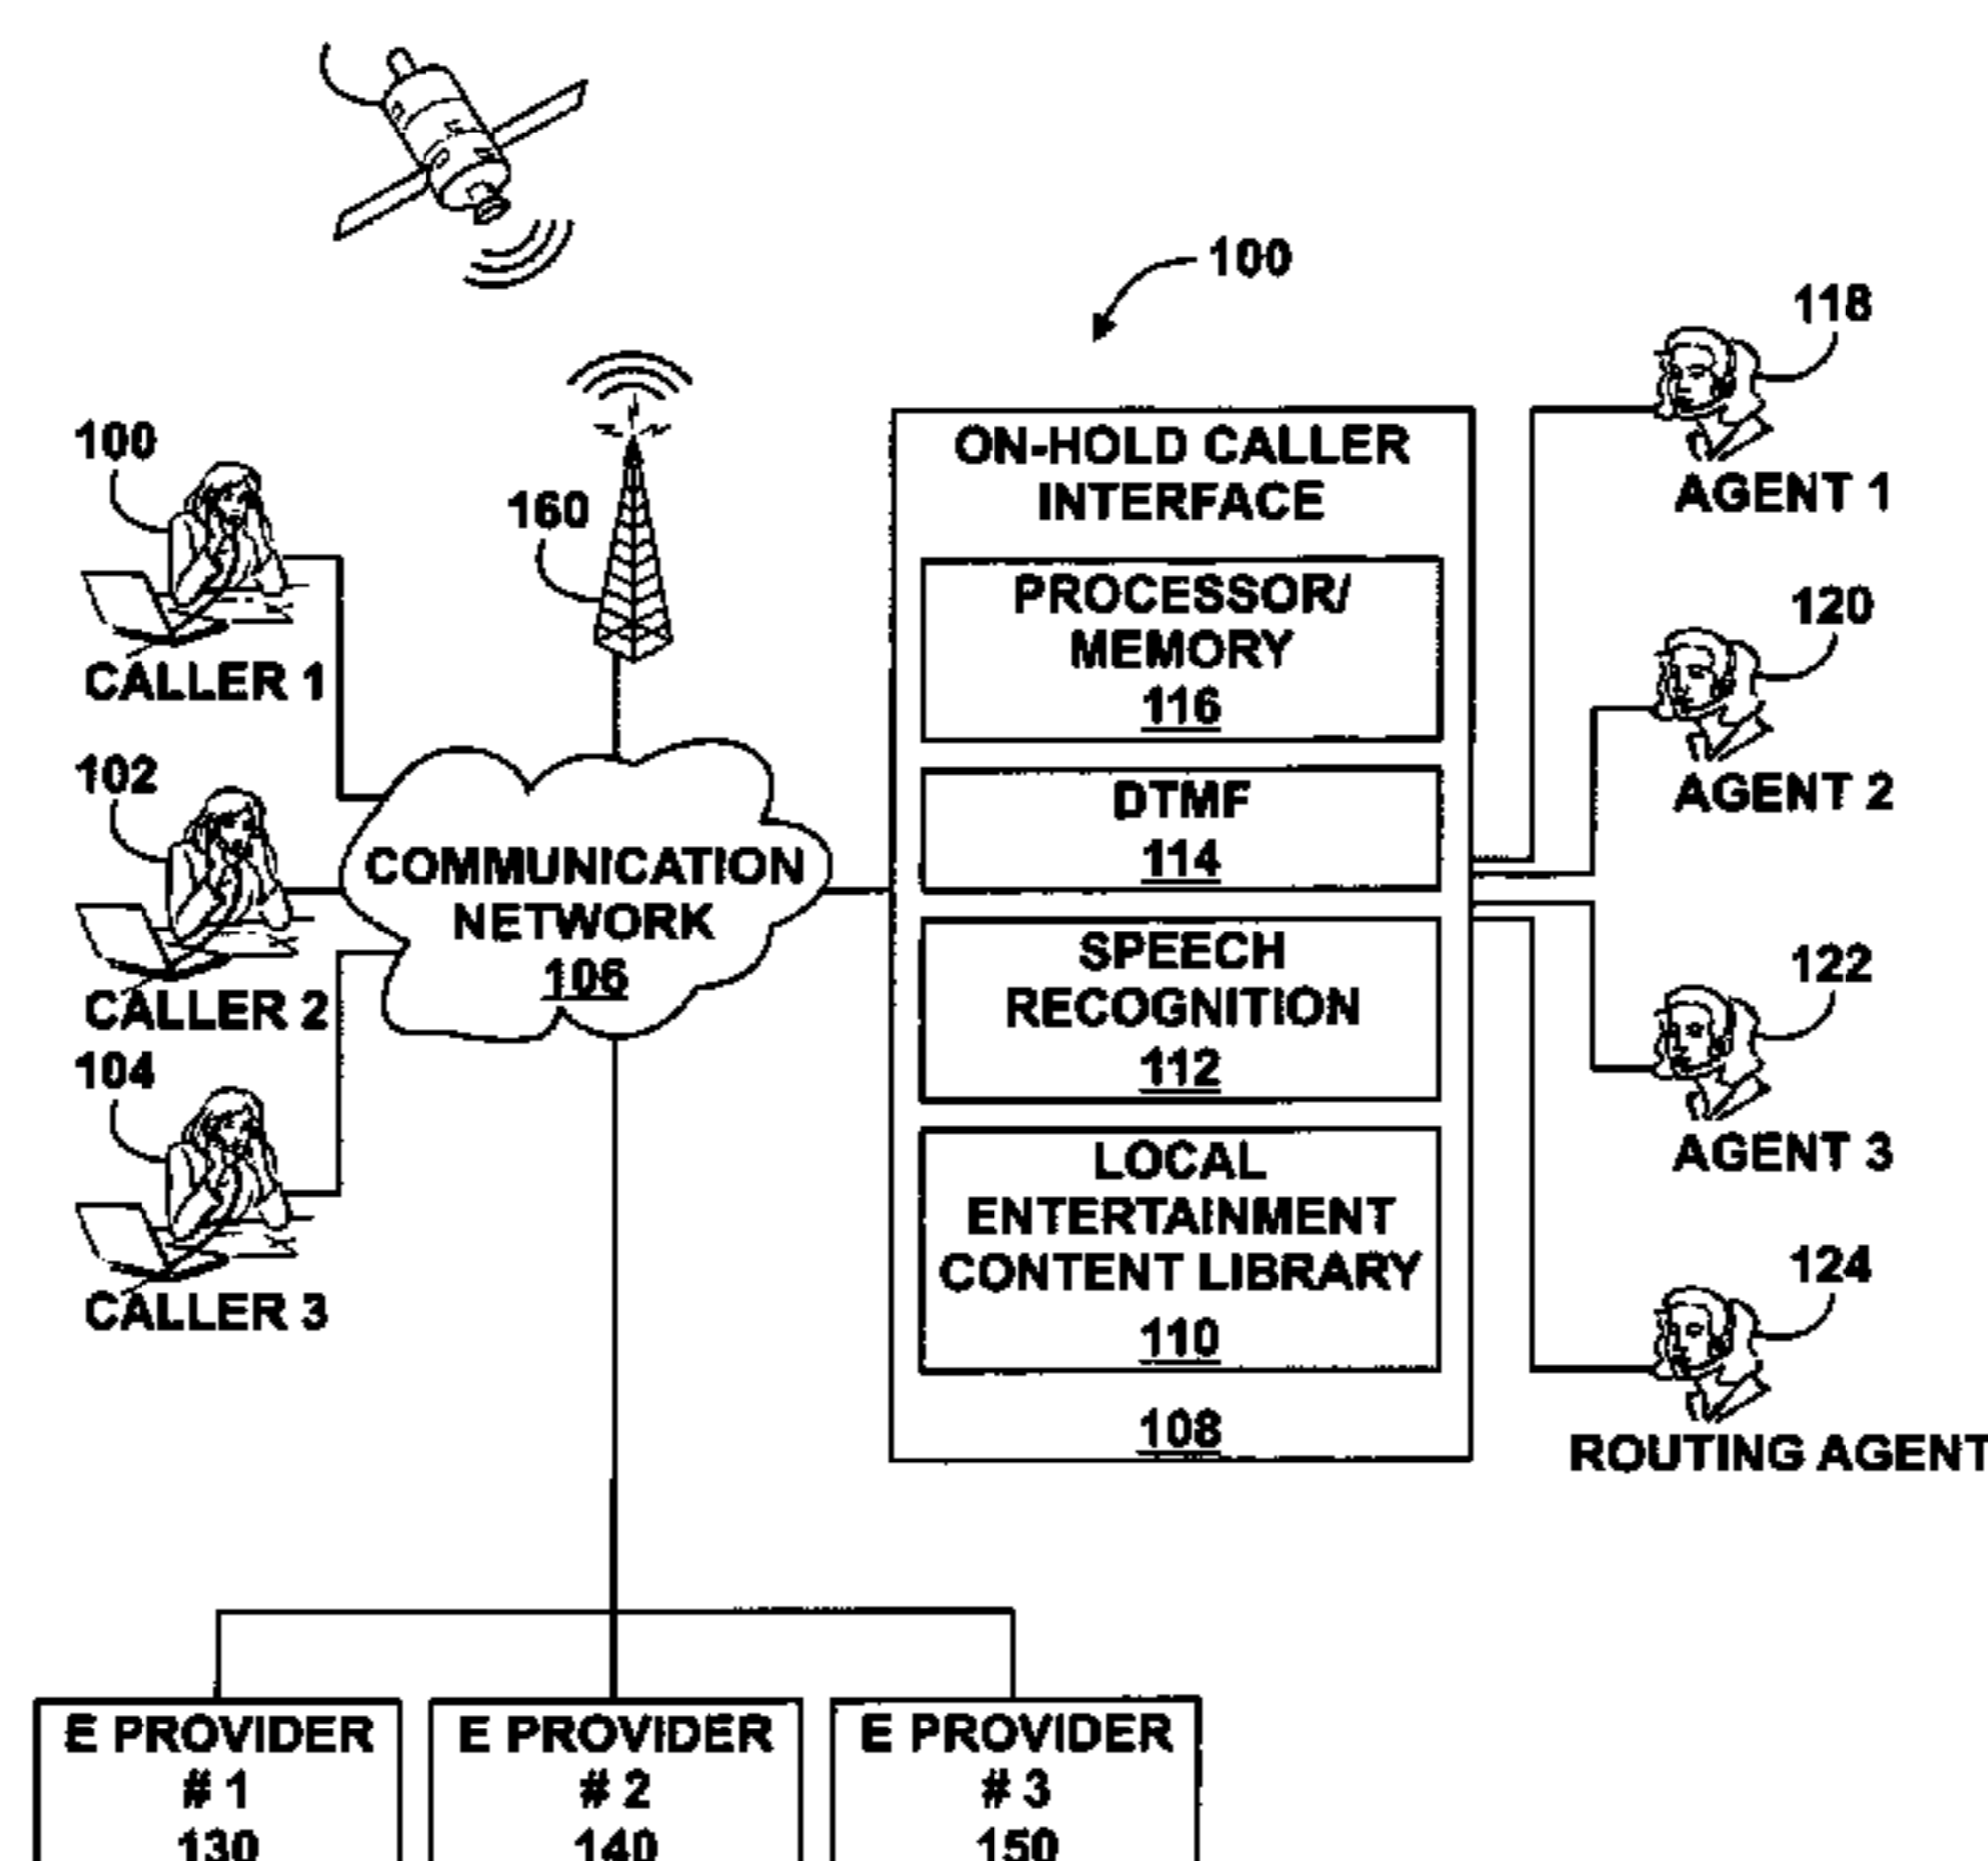 100
118
100
160
ON-HOLD CALLER
INTERFACE
AGENT 1
PROCESSOR/
MEMORY
116
120
CALLER 1
102
DTMF
114
AGENT 2
COMMUNICATION
NETWORK
106
SPEECH
RECOGNITION
112
122
CALLER 2
104
LOCAL
ENTERTAINMENT
CONTENT LIBRARY
110
AGENT 3
124
CALLER 3
108
ROUTING AGENT
E PROVIDER
# 1
130
E PROVIDER
# 2
140
E PROVIDER
# 3
150